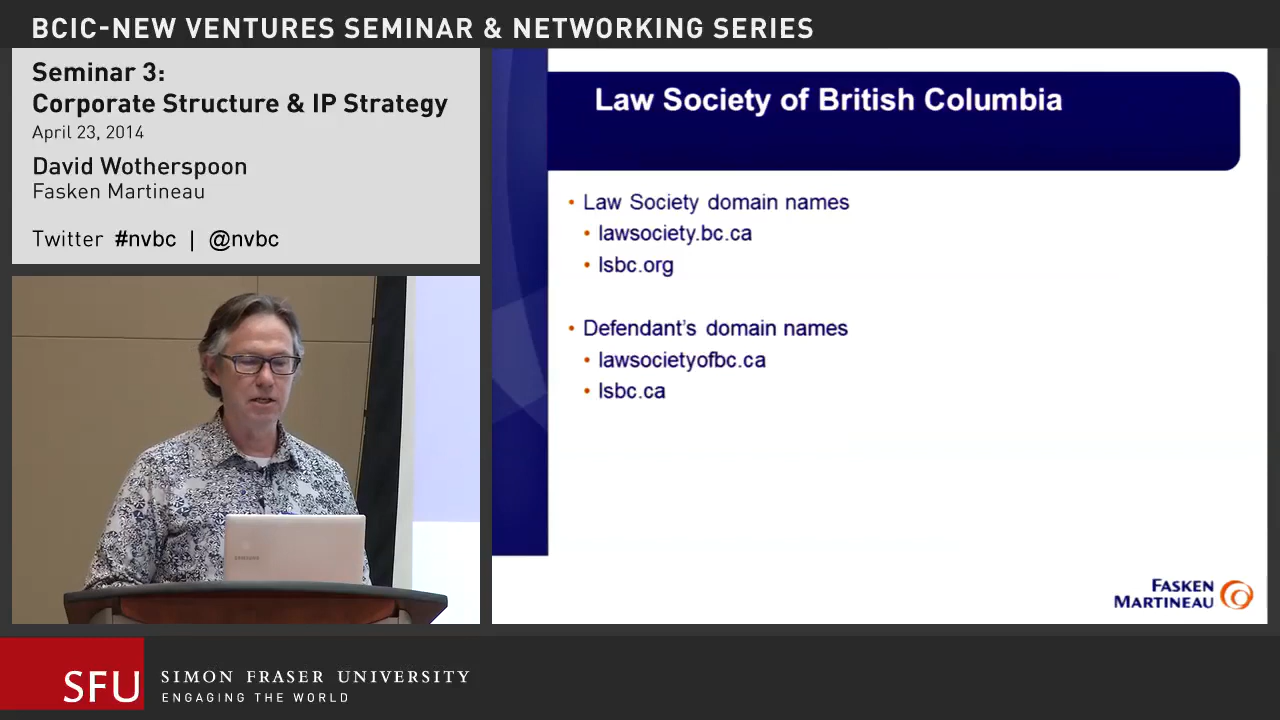 BCIC-NEW VENTURES SEMINAR & NETWORKING SERIES
Seminar 3:
Corporate Structure & IP Strategy
April 23, 2014
David Wotherspoon
Fasken Martineau
Twitter #nvbc | @nvbc
Law Society of British Columbia
• Law Society domain names
• lawsociety.bc.ca
• lsbc.org
• Defendant's domain names
• lawsocietyofbc.ca
• lsbc.ca
FASKEN
MARTINEAU
SAMSUNG
SFU
SIMON FRASER UNIVERSITY
ENGAGING THE WORLD